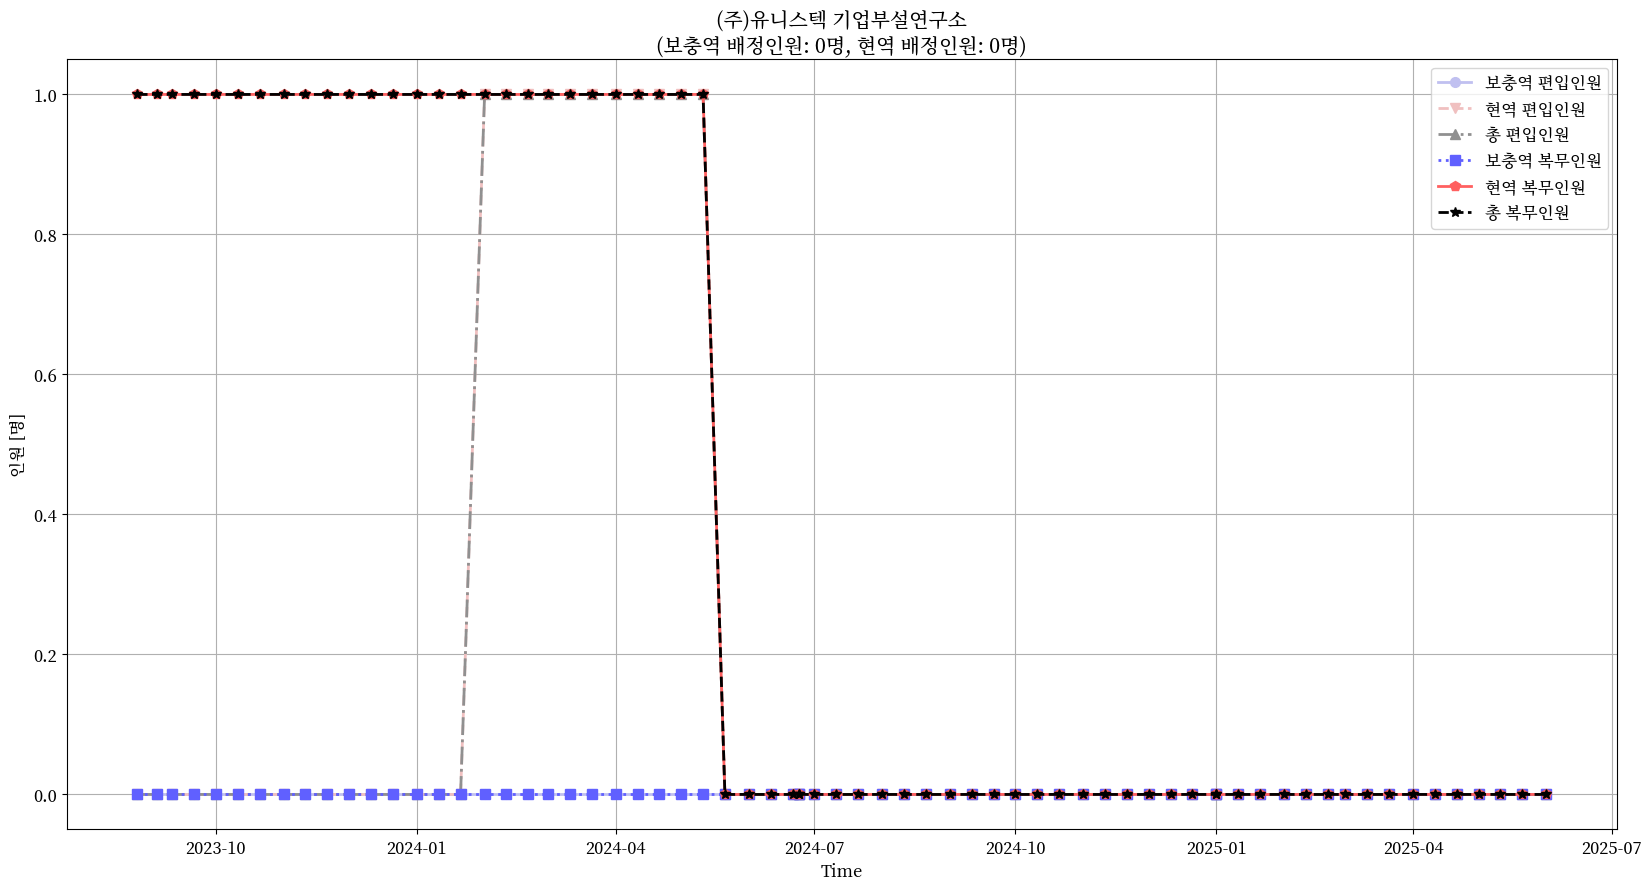 (주)유니스텍 기업부설연구소
(보충역 배정인원: 0명, 현역 배정인원: 0명)
보충역 편입인원
현역 편입인원
총 편입인원
보충역 복무인원
현역 복무인원
총 복무인원
1.0
0.8
0.6
0.4
0.2
0.0
인원 [명]
2023-10
2024-01
2024-04
2024-07
2024-10
2025-01
2025-04
2025-07
Time